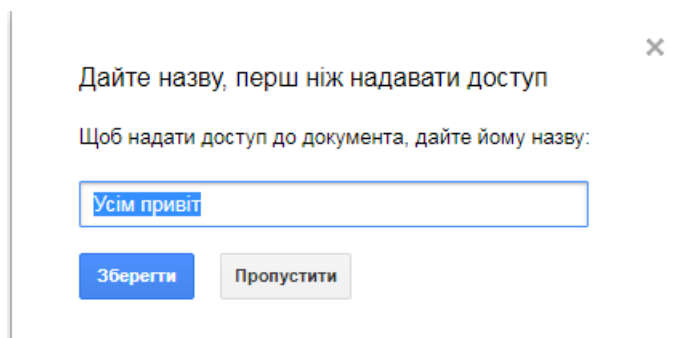 Дайте назву, перш ніж надавати доступ
Щоб надати доступ до документа, дайте йому назву:
Усім привіт
Зберегти Пропустити